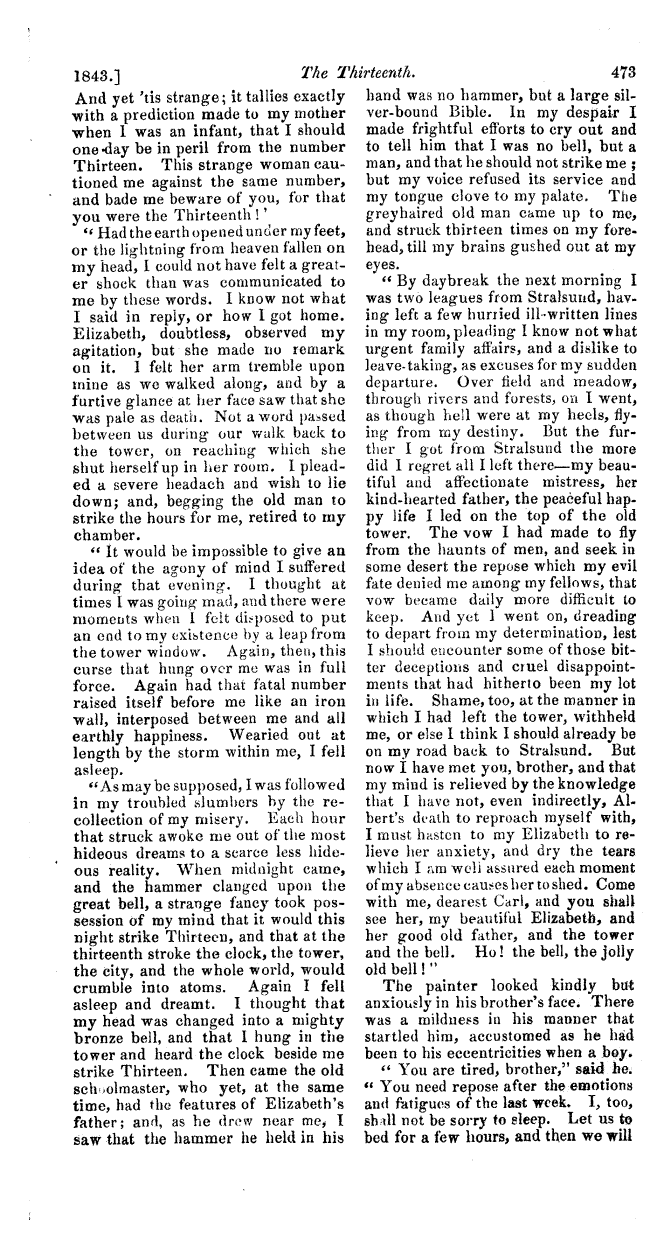 1843.]
The Thirteenth.
473
And yet 'tis strange; it tallies exactly
with a prediction made to my mother
when I was an infant, that I should
one day be in peril from the number
Thirteen. This strange woman cau-
tioned me against the same number,
and bade me beware of you, for that
you were the Thirteenth!'
"Had the earth opened under my feet,
or the lightning from heaven fallen on
my head, I could not have felt a great-
er shock than was communicated to
me by these words. I know not what
I said in reply, or how I got home.
Elizabeth, doubtless, observed my
agitation, but she made no remark
on it. I felt her arm tremble upon
mine as we walked along, and by a
furtive glance at her face saw that she
was pale as death. Not a word passed
between us during our walk back to
the tower, on reaching which she
shut herself up in her room. I plead-
ed a severe headach and wish to lie
down; and, begging the old man to
strike the hours for me, retired to my
chamber.
"It would be impossible to give an
idea of the agony of mind I suffered
during that evening. I thought at
times I was going mad, and there were
moments when I felt disposed to put
an end to my existence by a leap from
the tower window. Again, then, this
curse that hung over me was in full
force. Again had that fatal number
raised itself before me like an iron
wall, interposed between me and all
earthly happiness. Wearied out at
length by the storm within me, I fell
asleep.
"As may be supposed, I was followed
in my troubled slumbers by the re-
collection of my misery. Each hour
that struck awoke me out of the most
hideous dreams to a scarce less hide-
ous reality. When midnight came,
and the hammer clanged upon the
great bell, a strange fancy took pos-
session of my mind that it would this
night strike Thirteen, and that at the
thirteenth stroke the clock, the tower,
the city, and the whole world, would
crumble into atoms. Again I fell
asleep and dreamt. I thought that
my head was changed into a mighty
bronze bell, and that I hung in the
tower and heard the clock beside me
strike Thirteen. Then came the old
schoolmaster, who yet, at the same
time, had the features of Elizabeth's
father; and, as he drew near me, I
saw that the hammer he held in his
hand was no hammer, but a large sil-
ver-bound Bible. In my despair I
made frightful efforts to cry out and
to tell him that I was no bell, but a
man, and that he should not strike me;
but my voice refused its service and
my tongue clove to my palate. The
greyhaired old man came up to me,
and struck thirteen times on my fore-
head, till my brains gushed out at my
eyes.
"By daybreak the next morning I
was two leagues from Stralsund, hav-
ing left a few hurried ill-written lines
in my room, pleading I know not what
urgent family affairs, and a dislike to
leave-taking, as excuses for my sudden
departure. Over field and meadow,
through rivers and forests, on I went,
as though hell were at my heels, fly-
ing from my destiny. But the fur-
ther I got from Stralsund the more
did I regret all I left there—my beau-
tiful and affectionate mistress, her
kind-hearted father, the peaceful hap-
py life I led on the top of the old
tower. The vow I had made to fly
from the haunts of men, and seek in
some desert the repose which my evil
fate denied me among my fellows, that
vow became daily more difficult to
keep. And yet I went on, dreading
to depart from my determination, lest
I should encounter some of those bit-
ter deceptions and cruel disappoint-
ments that had hitherto been my lot
in life. Shame, too, at the manner in
which I had left the tower, withheld
me, or else I think I should already be
on my road back to Stralsund. But
now I have met you, brother, and that
my mind is relieved by the knowledge
that I have not, even indirectly, Al-
bert's death to reproach myself with,
I must hasten to my Elizabeth to re-
lieve her anxiety, and dry the tears
which I am well assured each moment
of my absence causes her to shed. Come
with me, dearest Carl, and you shall
see her, my beautiful Elizabeth, and
her good old father, and the tower
and the bell. Ho! the bell, the jolly
old bell!"
The painter looked kindly but
anxiously in his brother's face. There
was a mildness in his manner that
startled him, accustomed as he had
been to his eccentricities when a boy.
"You are tired, brother," said he.
"You need repose after the emotions
and fatigues of the last week. I, too,
shall not be sorry to sleep. Let us to
bed for a few hours, and then we will